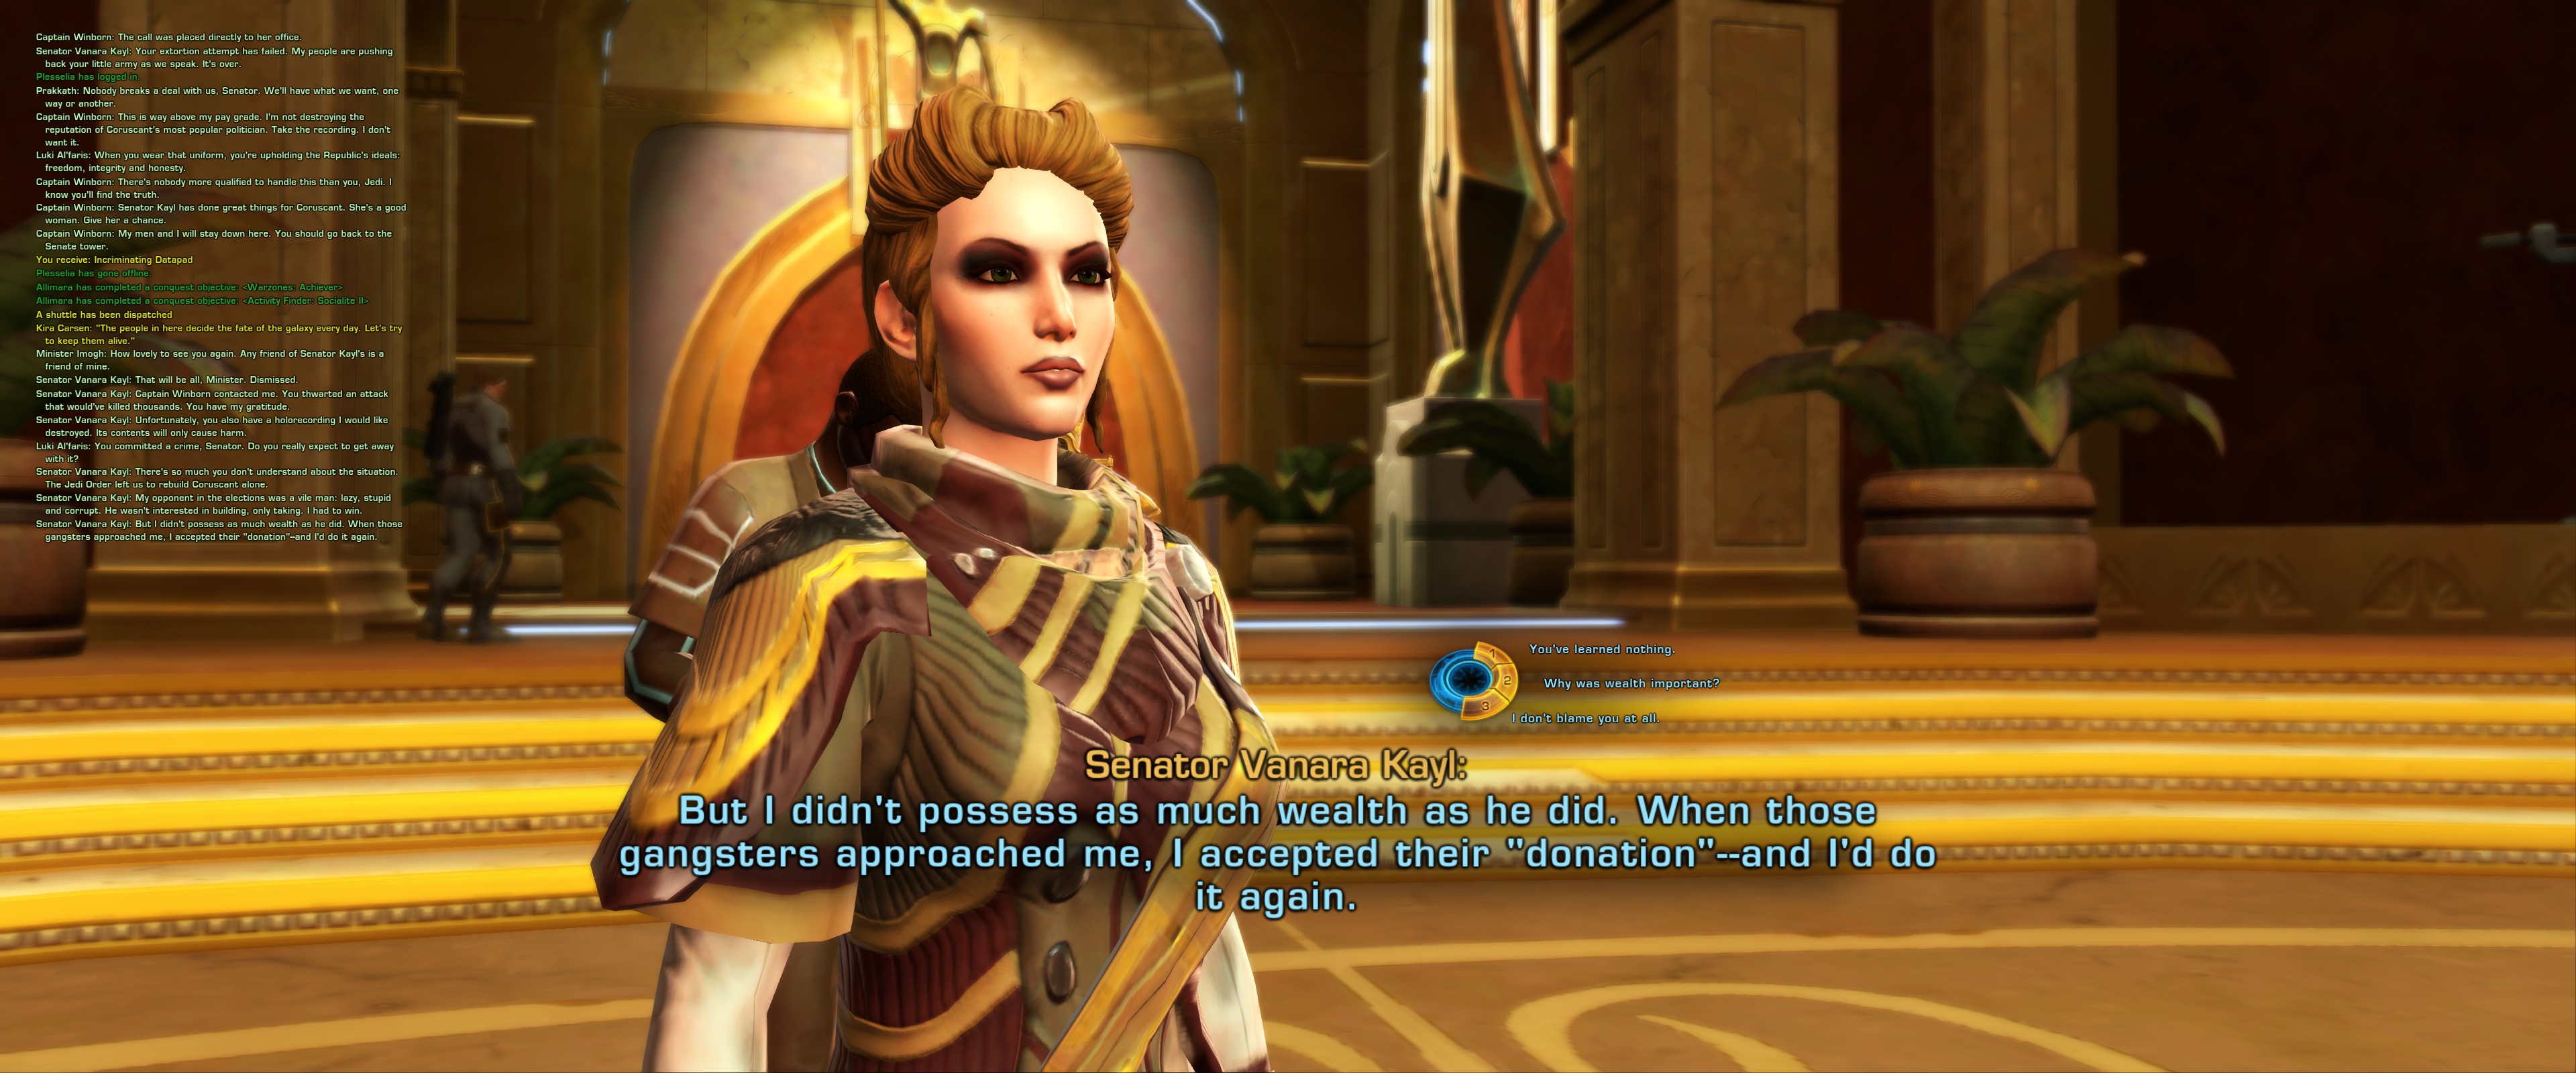 Captain Winborn: The call was placed directly to her office.
Senator Vanara Kayl: Your extortion attempt has failed. My people are pushing
back your little army as we speak. It's over.
Plesselia has logged in.
Prakkath: Nobody breaks a deal with us, Senator. We'll have what we want, one
way or another.
Captain Winborn: This is way above my pay grade. I'm not destroying the
reputation of Coruscant's most popular politician. Take the recording. I don't
want it.
Luki Al'faris: When you wear that uniform, you're upholding the Republic's ideals:
freedom, integrity and honesty.
Captain Winborn: There's nobody more qualified to handle this than you, Jedi. I
know you'll find the truth.
Captain Winborn: Senator Kayl has done great things for Coruscant. She's a good
woman. Give her a chance.
Captain Winborn: My men and I will stay down here. You should go back to the
Senate tower.
You receive: Incriminating Datapad
Plesselia has gone offline.
Allimara has completed a conquest objective: <Warzones: Achiever>
Allimara has completed a conquest objective: <Activity Finder: Socialite II>
A shuttle has been dispatched
Kira Carsen: "The people in here decide the fate of the galaxy every day. Let's try
to keep them alive."
Minister Imogh: How lovely to see you again. Any friend of Senator Kayl's is a
friend of mine.
Senator Vanara Kayl: That will be all, Minister. Dismissed.
Senator Vanara Kayl: Captain Winborn contacted me. You thwarted an attack
that would've killed thousands. You have my gratitude.
Senator Vanara Kayl: Unfortunately, you also have a holorecording I would like
destroyed. Its contents will only cause harm.
Luki Al'faris: You committed a crime, Senator. Do you really expect to get away
with it?
Senator Vanara Kayl: There's so much you don't understand about the situation.
The Jedi Order left us to rebuild Coruscant alone.
Senator Vanara Kayl: My opponent in the elections was a vile man: lazy, stupid
and corrupt. He wasn't interested in building, only taking. I had to win.
Senator Vanara Kayl: But I didn't possess as much wealth as he did. When those
gangsters approached me, I accepted their "donation"--and I'd do it again.
1 You've learned nothing.
2 Why was wealth important?
3 I don't blame you at all.
Senator Vanara Kayl:
But I didn't possess as much wealth as he did. When those
gangsters approached me, I accepted their "donation"--and I'd do
it again.